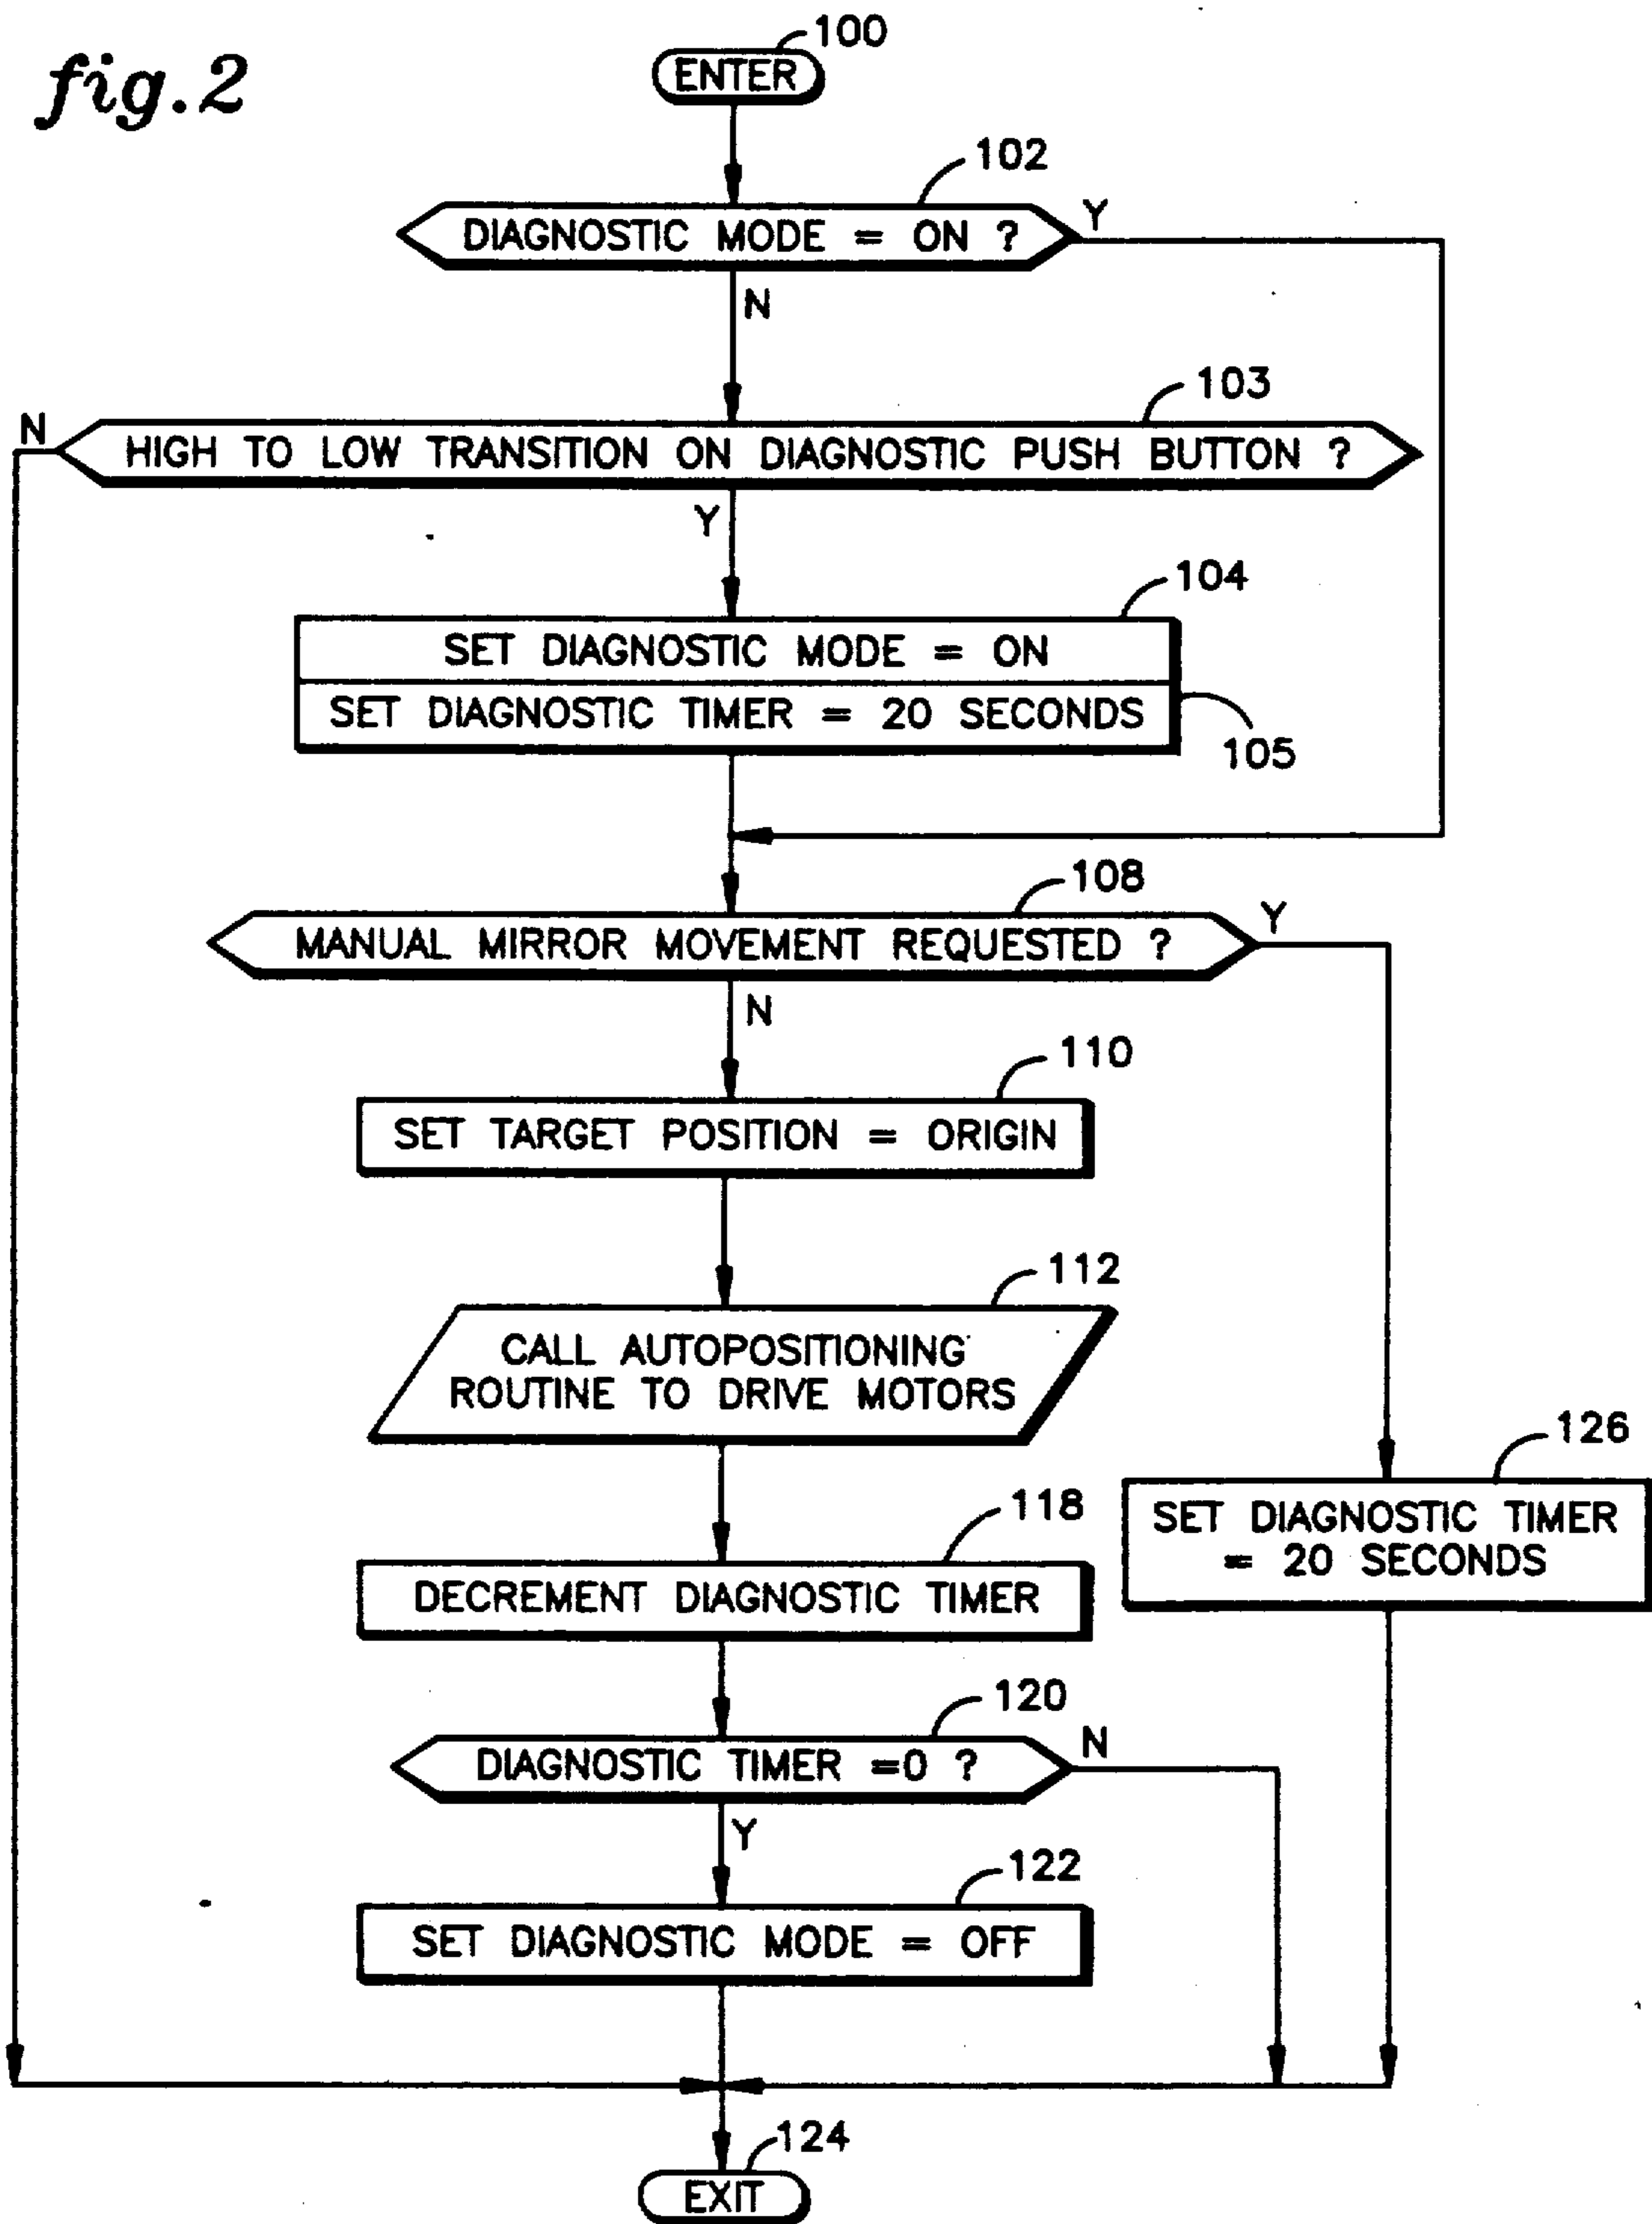 fig.2
100
ENTER
102
DIAGNOSTIC MODE = ON ?
Y
N
103
N
HIGH TO LOW TRANSITION ON DIAGNOSTIC PUSH BUTTON ?
Y
104
SET DIAGNOSTIC MODE = ON
SET DIAGNOSTIC TIMER = 20 SECONDS
105
108
MANUAL MIRROR MOVEMENT REQUESTED ?
Y
N
110
SET TARGET POSITION = ORIGIN
112
CALL AUTOPOSITIONING
ROUTINE TO DRIVE MOTORS
126
SET DIAGNOSTIC TIMER
= 20 SECONDS
118
DECREMENT DIAGNOSTIC TIMER
120
DIAGNOSTIC TIMER =0 ?
N
Y
122
SET DIAGNOSTIC MODE = OFF
124
EXIT